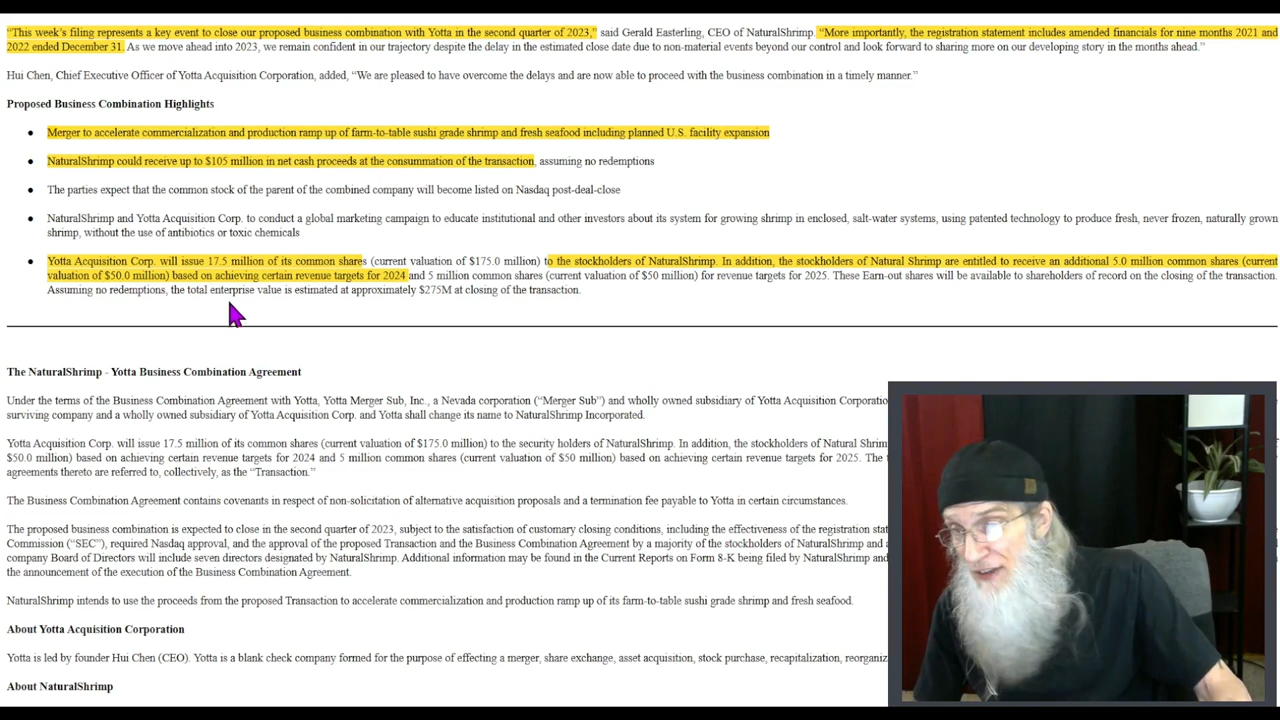 “This week’s filing represents a key event to close our proposed business combination with Yotta in the second quarter of 2023,” said Gerald Easterling, CEO of NaturalShrimp. “More importantly, the registration statement includes amended financials for nine months 2021 and
2022 ended December 31. As we move ahead into 2023, we remain confident in our trajectory despite the delay in the estimated close date due to non-material events beyond our control and look forward to sharing more on our developing story in the months ahead.”
Hui Chen, Chief Executive Officer of Yotta Acquisition Corporation, added, “We are pleased to have overcome the delays and are now able to proceed with the business combination in a timely manner.”
Proposed Business Combination Highlights
● Merger to accelerate commercialization and production ramp up of farm-to-table sushi grade shrimp and fresh seafood including planned U.S. facility expansion
● NaturalShrimp could receive up to $105 million in net cash proceeds at the consummation of the transaction, assuming no redemptions
● The parties expect that the common stock of the parent of the combined company will become listed on Nasdaq post-deal-close
● NaturalShrimp and Yotta Acquisition Corp. to conduct a global marketing campaign to educate institutional and other investors about its system for growing shrimp in enclosed, salt-water systems, using patented technology to produce fresh, never frozen, naturally grown
shrimp, without the use of antibiotics or toxic chemicals
● Yotta Acquisition Corp. will issue 17.5 million of its common shares (current valuation of $175.0 million) to the stockholders of NaturalShrimp. In addition, the stockholders of Natural Shrimp are entitled to receive an additional 5.0 million common shares (current
valuation of $50.0 million) based on achieving certain revenue targets for 2024 and 5 million common shares (current valuation of $50 million) for revenue targets for 2025. These Earn-out shares will be available to shareholders of record on the closing of the transaction.
Assuming no redemptions, the total enterprise value is estimated at approximately $275M at closing of the transaction.
The NaturalShrimp - Yotta Business Combination Agreement
Under the terms of the Business Combination Agreement with Yotta, Yotta Merger Sub, Inc., a Nevada corporation (“Merger Sub”) and wholly owned subsidiary of Yotta Acquisition
surviving company and a wholly owned subsidiary of Yotta Acquisition Corp. and Yotta shall change its name to NaturalShrimp Incorporated.
Yotta Acquisition Corp. will issue 17.5 million of its common shares (current valuation of $175.0 million) to the security holders of NaturalShrimp. In addition, the stockholders of Natural
$50.0 million) based on achieving certain revenue targets for 2024 and 5 million common shares (current valuation of $50 million) based on achieving certain revenue targets for 2025. The
agreements thereto are referred to, collectively, as the “Transaction.”
The Business Combination Agreement contains covenants in respect of non-solicitation of alternative acquisition proposals and a termination fee payable to Yotta in certain circumstances.
The proposed business combination is expected to close in the second quarter of 2023, subject to the satisfaction of customary closing conditions, including the effectiveness of the registration
Commission (“SEC”), required Nasdaq approval, and the approval of the proposed Transaction and the Business Combination Agreement by a majority of the stockholders of NaturalShrimp and
company Board of Directors will include seven directors designated by NaturalShrimp. Additional information may be found in the Current Reports on Form 8-K being filed by NaturalShrimp and
the announcement of the execution of the Business Combination Agreement.
NaturalShrimp intends to use the proceeds from the proposed Transaction to accelerate commercialization and production ramp up of its farm-to-table sushi grade shrimp and fresh seafood.
About Yotta Acquisition Corporation
Yotta is led by founder Hui Chen (CEO). Yotta is a blank check company formed for the purpose of effecting a merger, share exchange, asset acquisition, stock purchase, recapitalization,
About NaturalShrimp